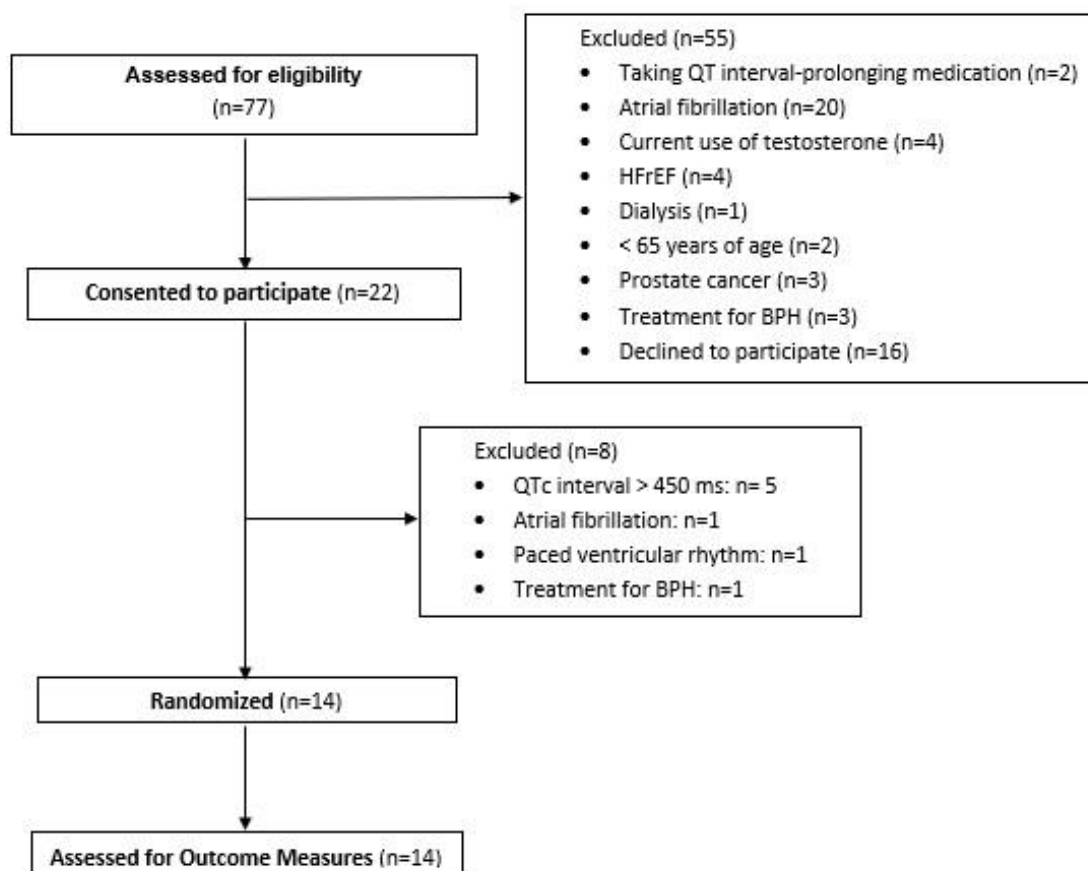 Assessed for eligibility
(n=77)
Excluded (n=55)
• Taking QT interval-prolonging medication (n=2)
• Atrial fibrillation (n=20)
• Current use of testosterone (n=4)
• HFrEF (n=4)
• Dialysis (n=1)
• < 65 years of age (n=2)
• Prostate cancer (n=3)
• Treatment for BPH (n=3)
• Declined to participate (n=16)
Consented to participate (n=22)
Excluded (n=8)
• QTc interval > 450 ms: n= 5
• Atrial fibrillation: n=1
• Paced ventricular rhythm: n=1
• Treatment for BPH: n=1
Randomized (n=14)
Assessed for Outcome Measures (n=14)